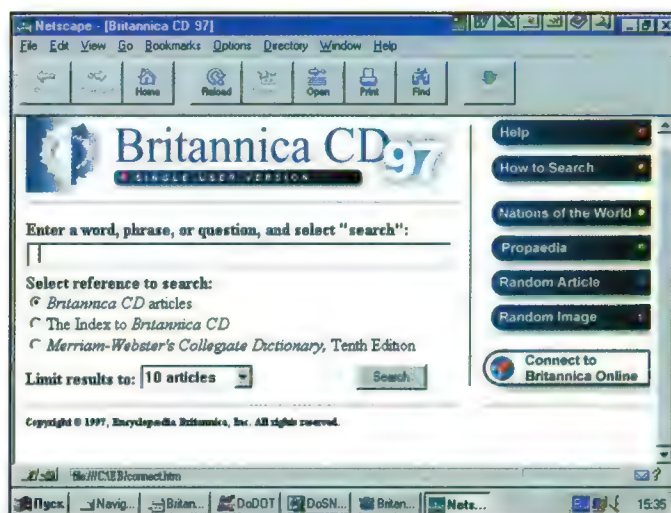 Netscape - [Britannica CD 97]
File Edit View Go Bookmarks Options Directory Window Help
Home Reload Open Print Find
Britannica CD 97
SINGLE USER VERSION
Enter a word, phrase, or question, and select "search":
Select reference to search:
Britannica CD articles
The Index to Britannica CD
Merriam-Webster's Collegiate Dictionary, Tenth Edition
Limit results to: 10 articles Search
Copyright © 1997, Encyclopaedia Britannica, Inc. All rights reserved.
Help
How to Search
Nations of the World
Propaedia
Random Article
Random Image
Connect to
Britannica Online
file:///C|/EB/connect.htm
Пуск Navig... Britan... DoDOT DoSN... Britan... Nets... 15:35